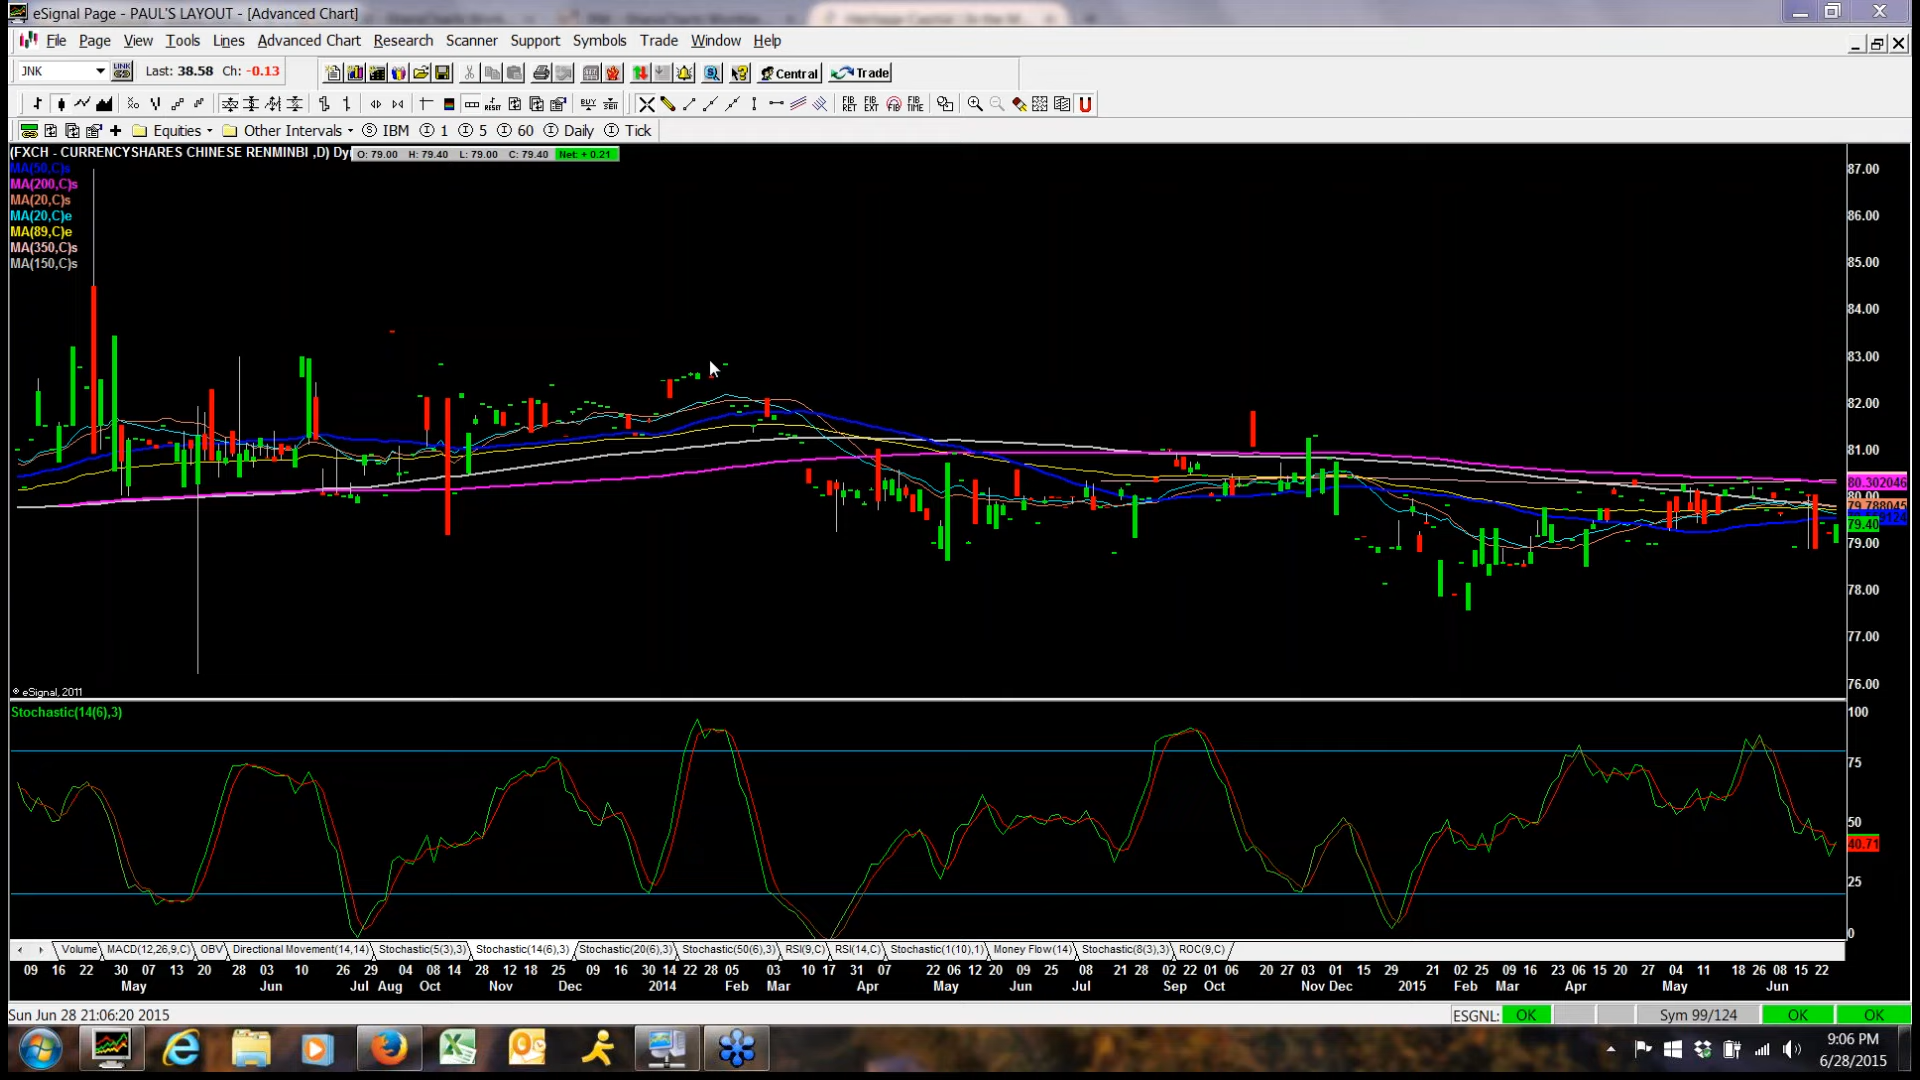 eSignal Page - PAUL'S LAYOUT - [Advanced Chart]
File Page View Tools Lines Advanced Chart Research Scanner Support Symbols Trade Window Help
JNK LINK Last: 38.58 Ch: -0.13 Central Trade
RESET BUY SELL FIB RET FIB EXT FIB FIB TIME
Equities Other Intervals IBM 1 5 60 Daily Tick
(FXCH - CURRENCYSHARES CHINESE RENMINBI ,D) Dy O: 79.00 H: 79.40 L: 79.00 C: 79.40 Net: + 0.21
MA(50,C)s
MA(200,C)s
MA(20,C)s
MA(20,C)e
MA(89,C)e
MA(350,C)s
MA(150,C)s
87.00
86.00
85.00
84.00
83.00
82.00
81.00
80.302046
80.00
79.788045
79.40
79.00
78.00
77.00
76.00
© eSignal, 2011
Stochastic(14(6),3)
100
75
50
40.71
25
0
Volume MACD(12,26,9,C) OBV Directional Movement(14,14) Stochastic(5(3),3) Stochastic(14(6),3) Stochastic(20(6),3) Stochastic(50(6),3) RSI(9,C) RSI(14,C) Stochastic(1(10),1) Money Flow(14) Stochastic(8(3),3) ROC(9,C)
09 16 22 30 07 13 20 28 03 10 26 29 04 08 14 28 12 18 25 09 16 30 14 22 28 05 03 10 17 31 07 22 06 12 20 09 25 08 21 28 02 22 01 06 20 27 03 01 15 29 21 02 25 09 16 23 06 15 20 27 04 11 18 26 08 15 22
May Jun Jul Aug Oct Nov Dec 2014 Feb Mar Apr May Jun Jul Sep Oct Nov Dec 2015 Feb Mar Apr May Jun
Sun Jun 28 21:06:20 2015 ESGNL: OK Sym 99/124 OK OK
9:06 PM
6/28/2015